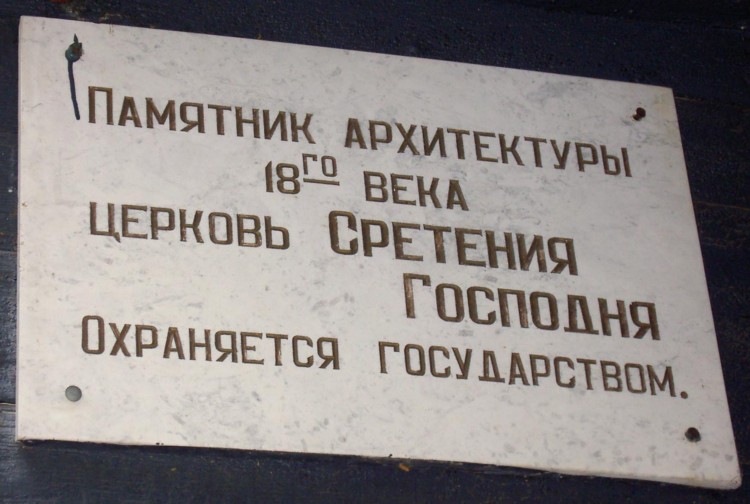 Памятник архитектуры
18го века
церковь Сретения
Господня
Охраняется государством.